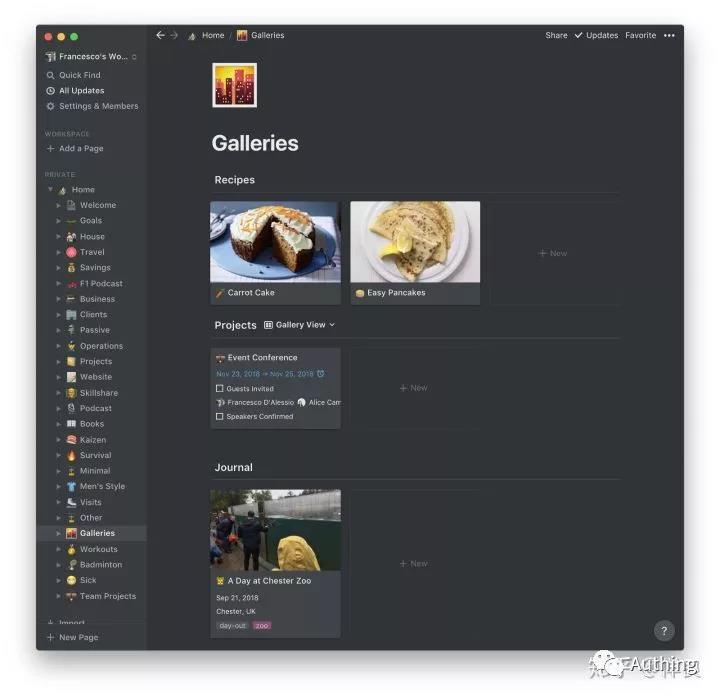 Francesco's Wo...
Quick Find
All Updates
Settings & Members
WORKSPACE
+ Add a Page
PRIVATE
Home
Welcome
Goals
House
Travel
Savings
F1 Podcast
Business
Clients
Passive
Operations
Projects
Website
Skillshare
Podcast
Books
Kaizen
Survival
Minimal
Men's Style
Visits
Other
Galleries
Workouts
Badminton
Sick
Team Projects
Import
+ New Page
Home / Galleries
Share Updates Favorite •••
Galleries
Recipes
Carrot Cake
Easy Pancakes
+ New
Projects Gallery View
Event Conference
Nov 23, 2018 → Nov 25, 2018
Guests Invited
Francesco D'Alessio Alice Cam
Speakers Confirmed
+ New
Journal
A Day at Chester Zoo
Sep 21, 2018
Chester, UK
day-out zoo
+ New
?
Authing